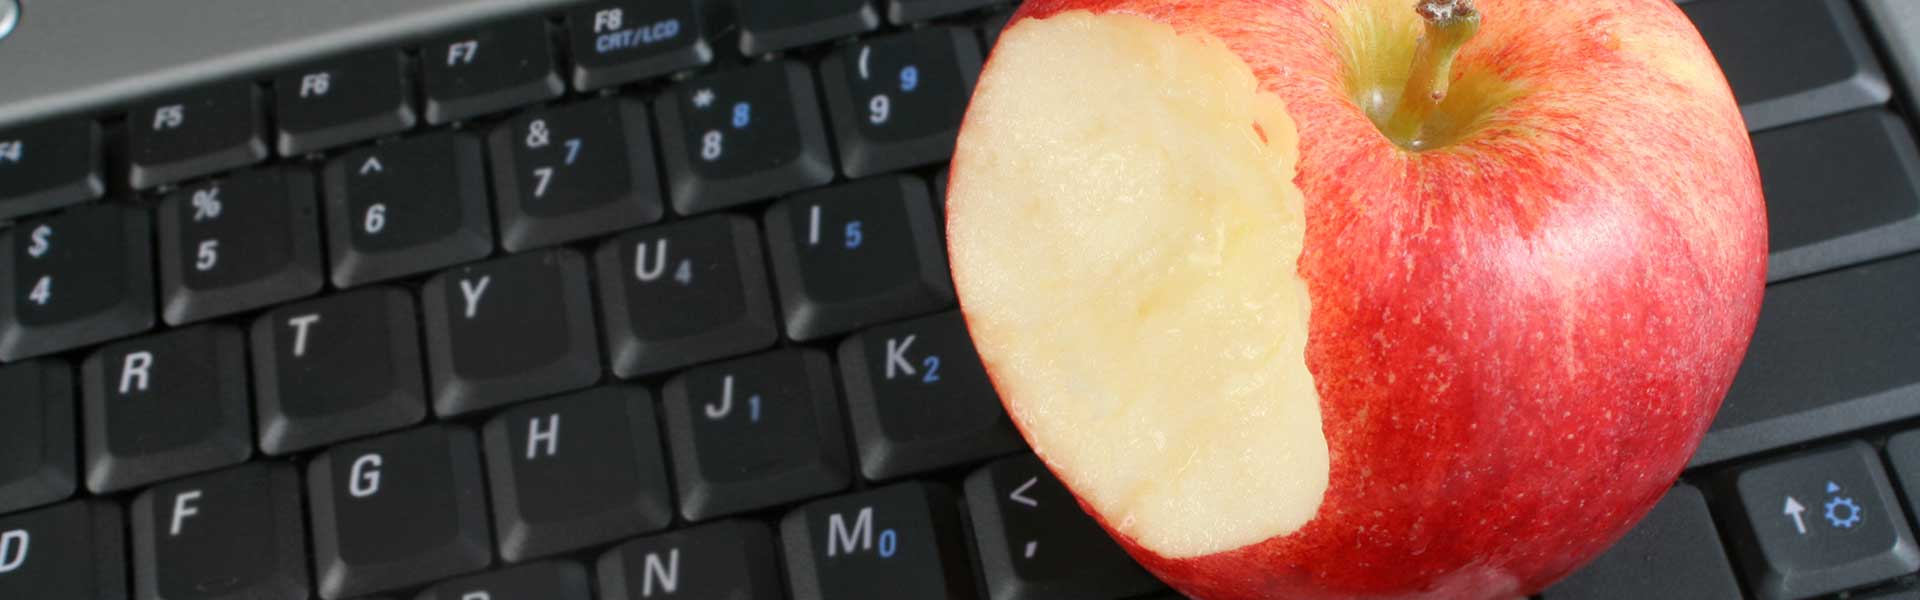 F4 F5 F6 F7 F8
CRT/LCD
$ 4 % 5 ^ 6 & 7 7 * 8 8 ( 9 9
R T Y U 4 I 5
D F G H J 1 K 2
N M 0 < ,